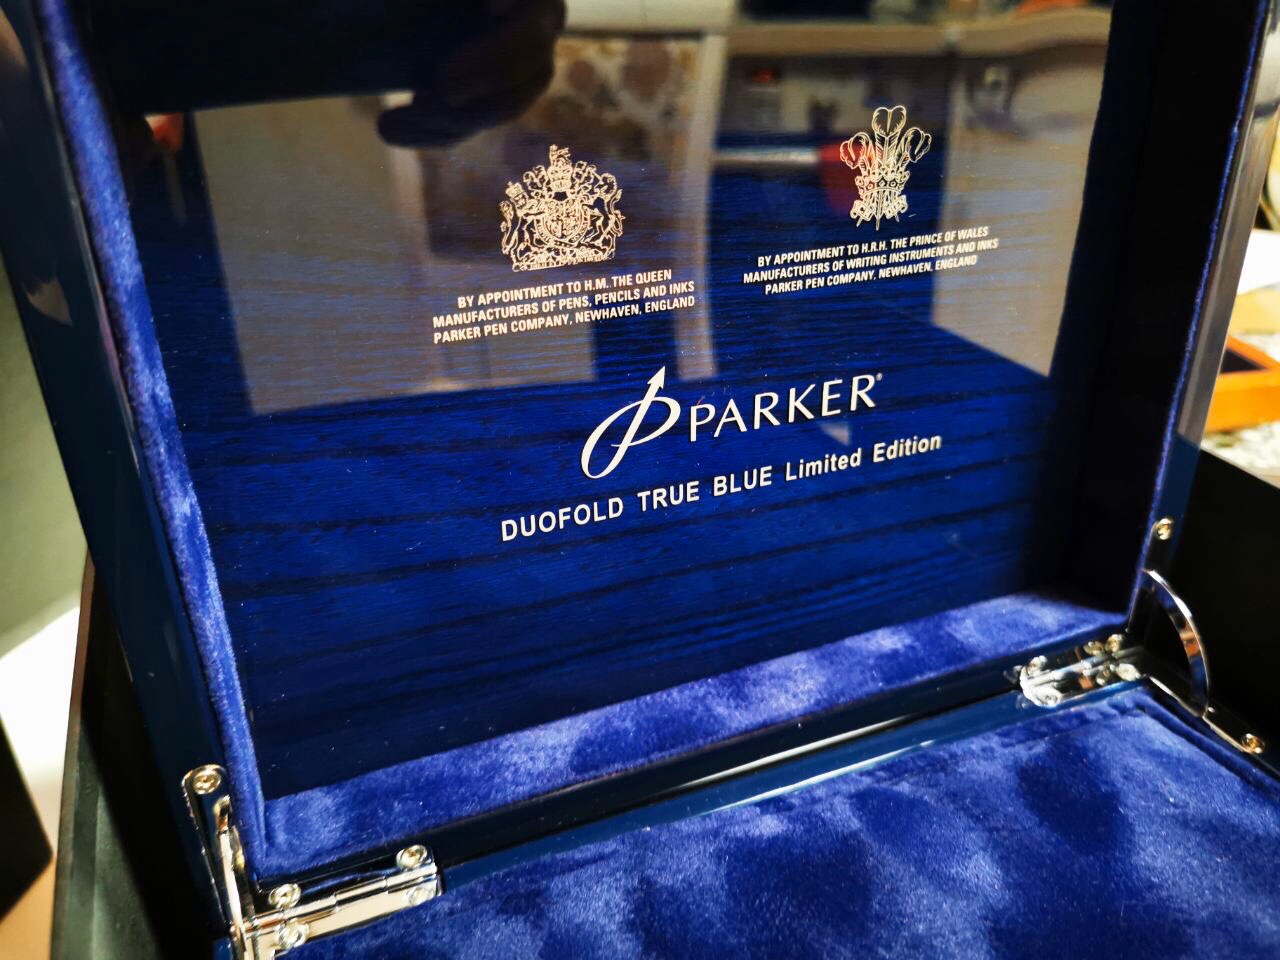 BY APPOINTMENT TO H.M. THE QUEEN
MANUFACTURERS OF PENS, PENCILS AND INKS
PARKER PEN COMPANY, NEWHAVEN, ENGLAND
BY APPOINTMENT TO H.R.H. THE PRINCE OF WALES
MANUFACTURERS OF WRITING INSTRUMENTS AND INKS
PARKER PEN COMPANY, NEWHAVEN, ENGLAND
PARKER®
DUOFOLD TRUE BLUE Limited Edition